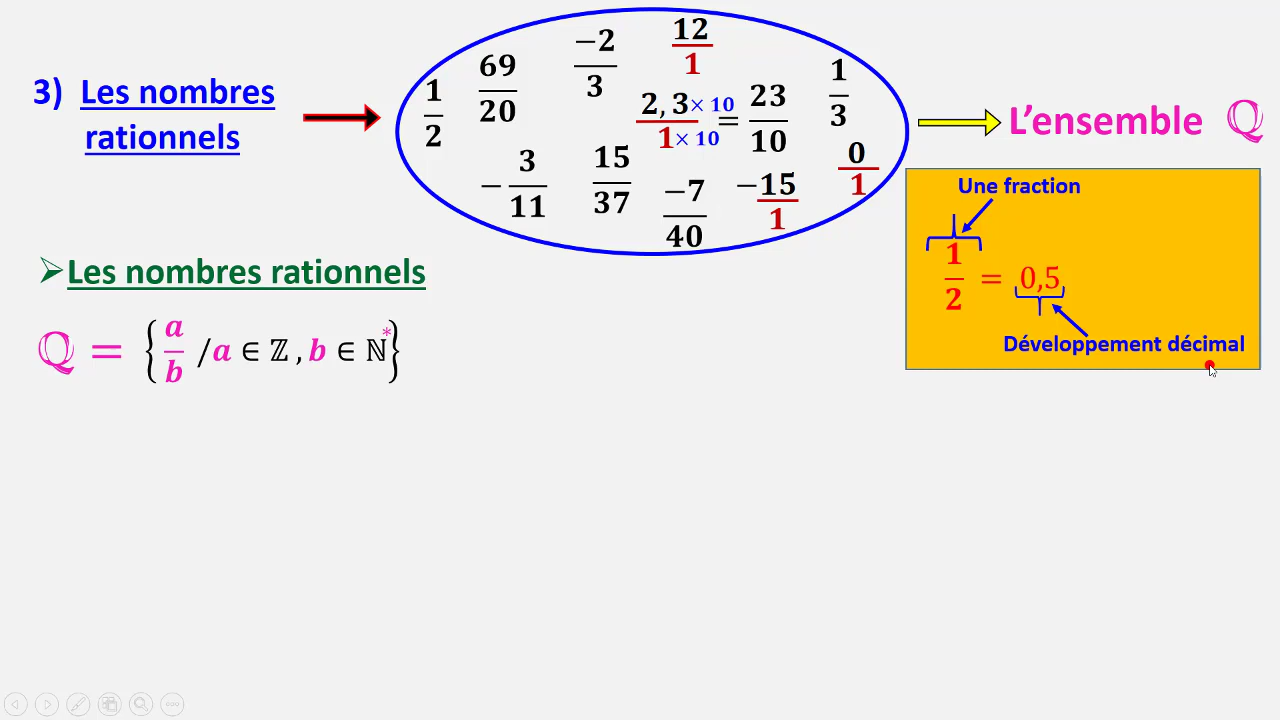 3) Les nombres
rationnels
1/2
69/20
−2/3
12/1
2,3× 10/1× 10 = 23/10
1/3
−3/11
15/37
−7/40
−15/1
0/1
L’ensemble ℚ
Une fraction
1/2 = 0,5
Développement décimal
➢Les nombres rationnels
ℚ = {a/b /a ∈ ℤ , b ∈ ℕ*}